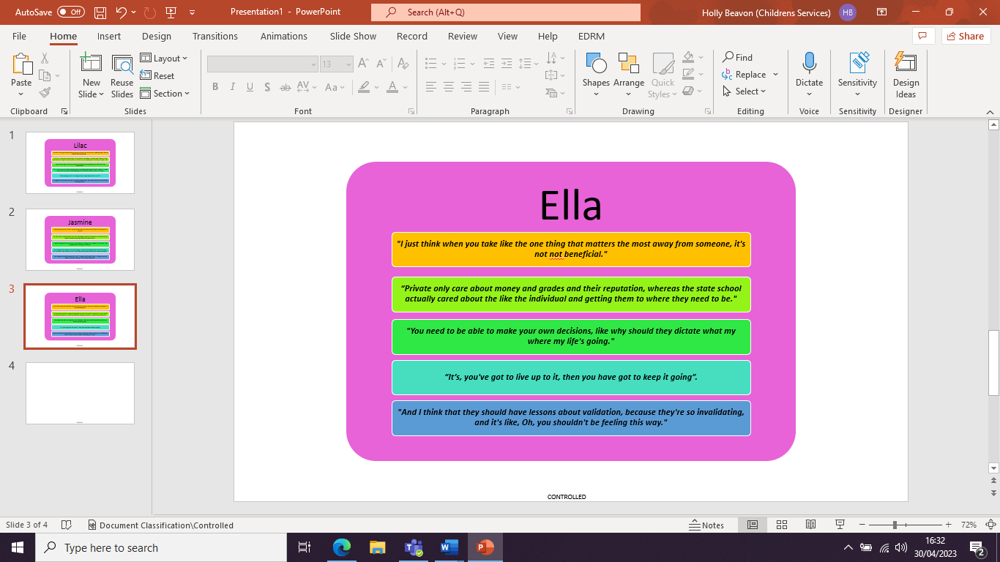 AutoSave Off
Presentation1 - PowerPoint
Search (Alt+Q)
Holly Beavon (Childrens Services)
HB
File Home Insert Design Transitions Animations Slide Show Record Review View Help EDRM
Share
Paste
Clipboard
New
Slide
Reuse
Slides
Layout
Reset
Section
Slides
13
B I U S ab AV Aa A
Font
Paragraph
Shapes
Arrange
Quick
Styles
Drawing
Find
Replace
Select
Editing
Dictate
Voice
Sensitivity
Sensitivity
Design
Ideas
Designer
1
Lilac
2
Jasmine
3
Ella
4
Ella
"I just think when you take like the one thing that matters the most away from someone, it's
not not beneficial."
“Private only care about money and grades and their reputation, whereas the state school
actually cared about the like the individual and getting them to where they need to be."
"You need to be able to make your own decisions, like why should they dictate what my
where my life's going."
“It’s, you've got to live up to it, then you have got to keep it going”.
"And I think that they should have lessons about validation, because they're so invalidating,
and it's like, Oh, you shouldn't be feeling this way."
CONTROLLED
Slide 3 of 4
Document Classification\Controlled
Notes
72%
Type here to search
16:32
30/04/2023
2